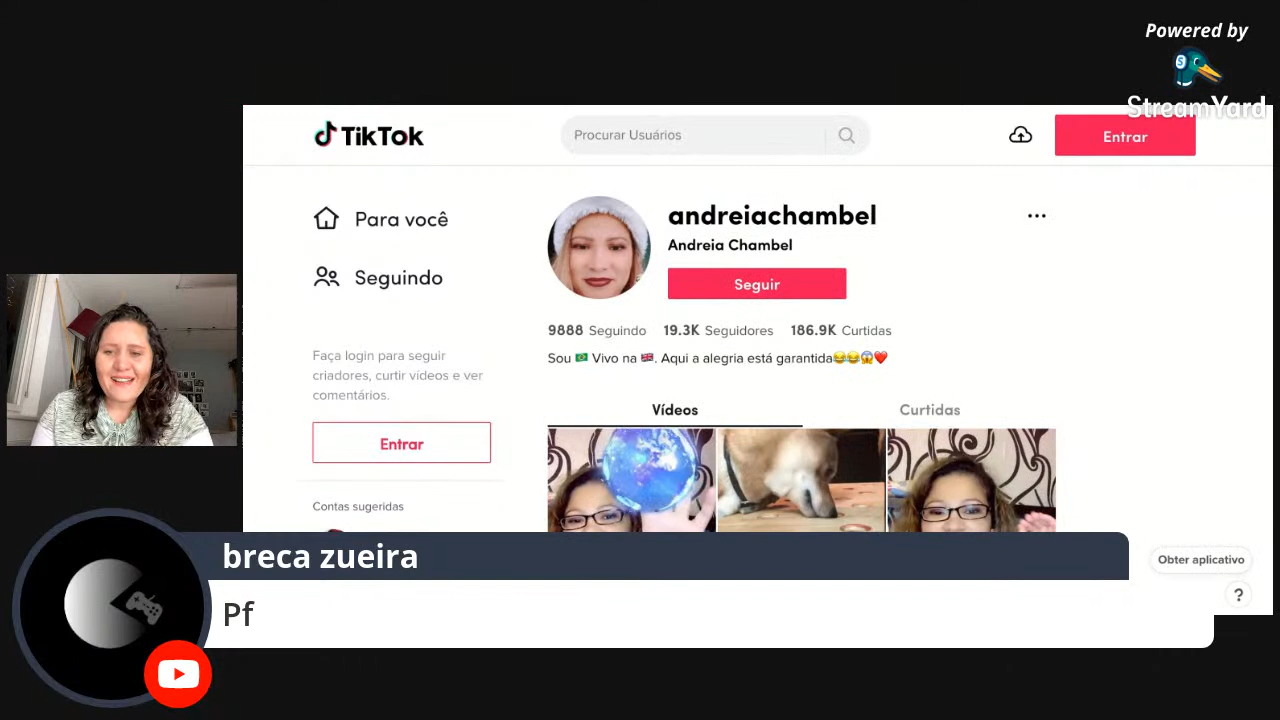 Powered by
StreamYard
TikTok
Procurar Usuários
Entrar
Para você
Seguindo
andreiachambel
Andreia Chambel
Seguir
9888 Seguindo 19.3K Seguidores 186.9K Curtidas
Sou 🇧🇷 Vivo na 🇬🇧. Aqui a alegria está garantida😂😂😱❤️
Faça login para seguir
criadores, curtir vídeos e ver
comentários.
Entrar
Vídeos
Curtidas
Contas sugeridas
Obter aplicativo
?
breca zueira
Pf